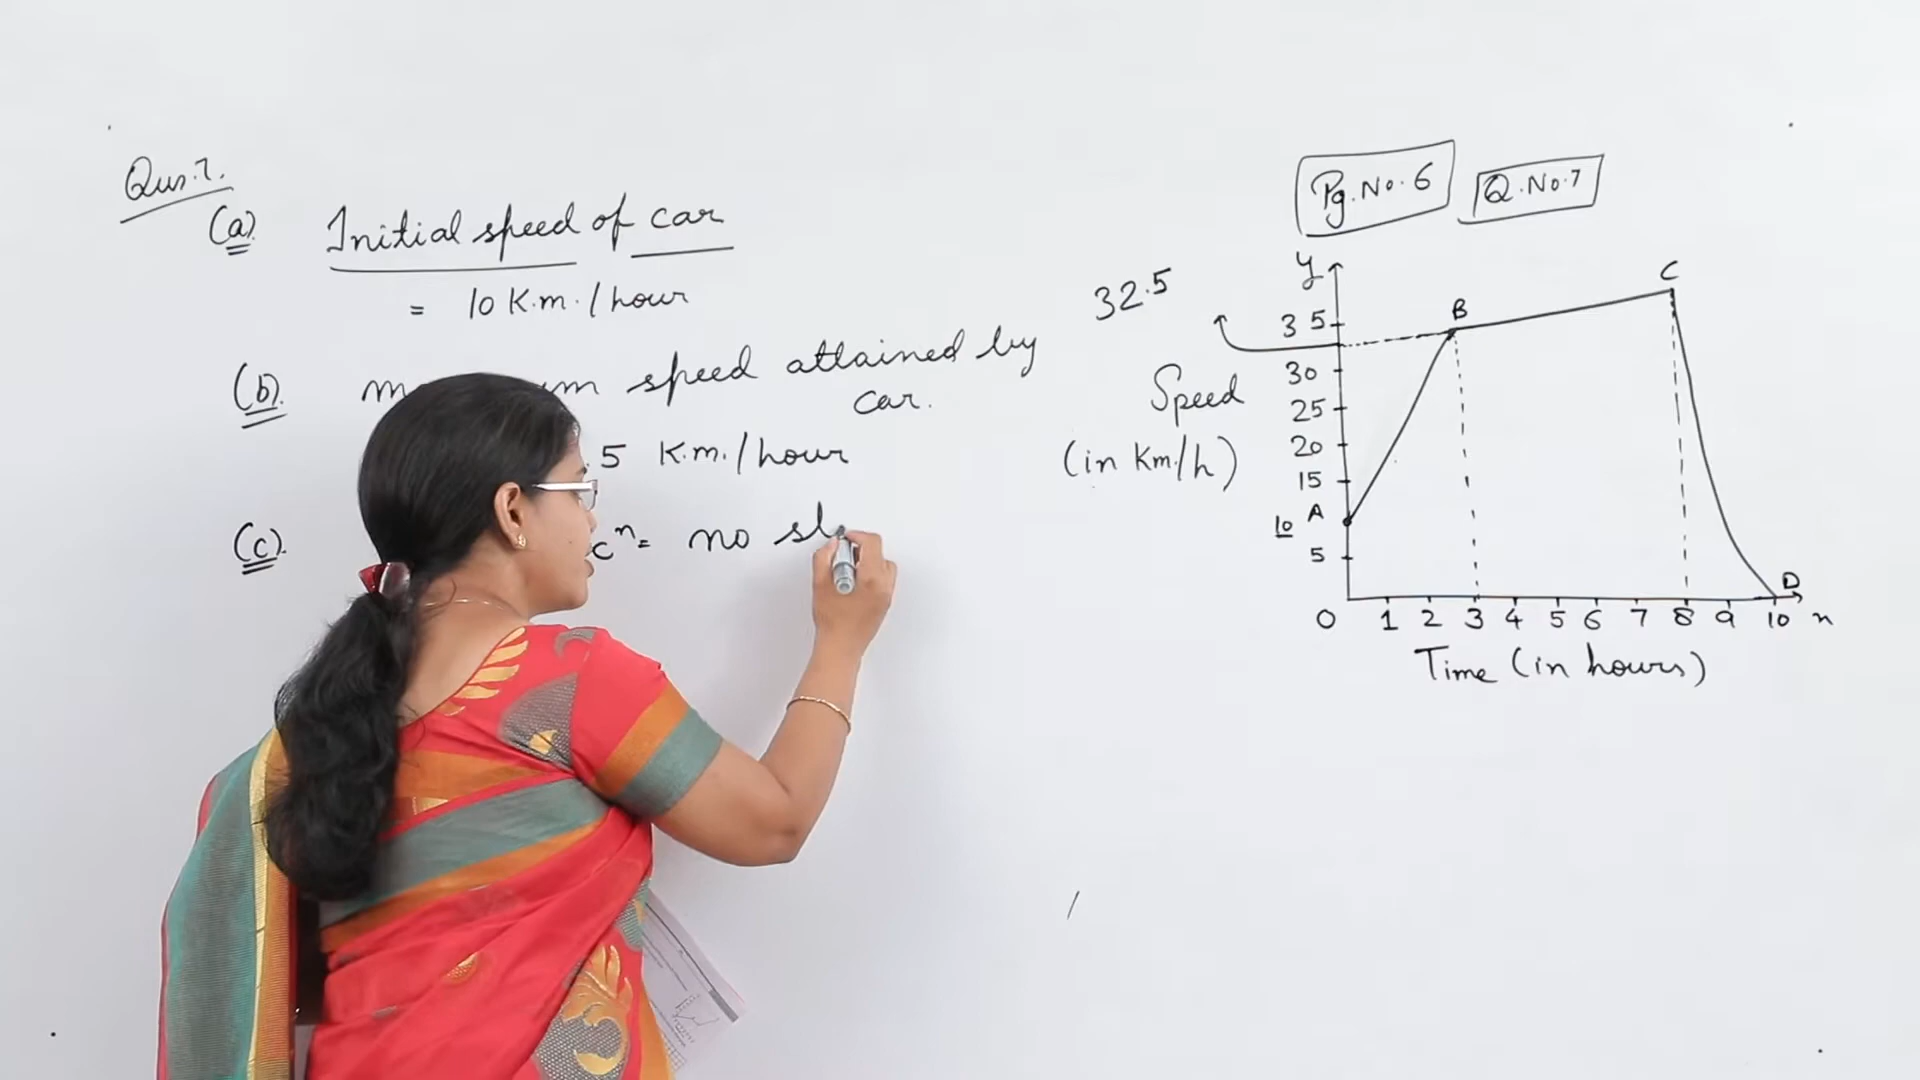 Qus.7.
(a). Initial speed of car
= 10 K.m./hour
(b). speed attained by
car.
.5 K.m./hour
(c). cⁿ = no
Pg.No.6 Q.No.7
32.5
y
35
30
25
20
15
10
5
A B C D
Speed
(in Km/h)
0 1 2 3 4 5 6 7 8 9 10 x
Time (in hours)